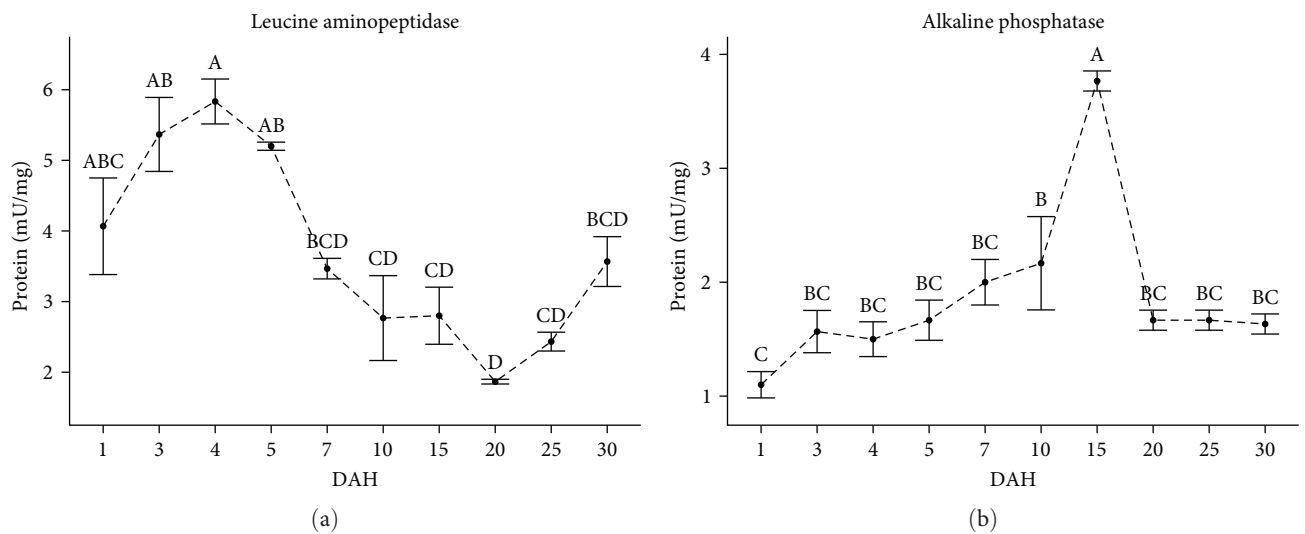 Leucine aminopeptidase
Protein (mU/mg)
6
5
4
3
2
ABC
AB
A
AB
BCD
CD
CD
D
CD
BCD
1 3 4 5 7 10 15 20 25 30
DAH
(a)
Alkaline phosphatase
Protein (mU/mg)
4
3
2
1
C
BC
BC
BC
BC
B
A
BC
BC
BC
1 3 4 5 7 10 15 20 25 30
DAH
(b)